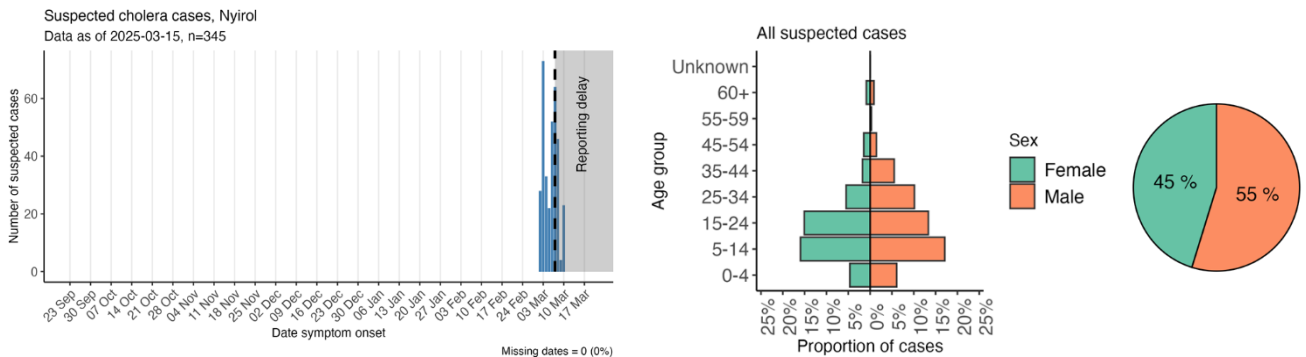 Suspected cholera cases, Nyirol
Data as of 2025-03-15, n=345
Number of suspected cases
60
40
20
0
Reporting delay
23 Sep
30 Sep
07 Oct
14 Oct
21 Oct
28 Oct
04 Nov
11 Nov
18 Nov
25 Nov
02 Dec
09 Dec
16 Dec
23 Dec
30 Dec
06 Jan
13 Jan
20 Jan
27 Jan
03 Feb
10 Feb
17 Feb
24 Feb
03 Mar
10 Mar
17 Mar
Date symptom onset
Missing dates = 0 (0%)
All suspected cases
Age group
Unknown
60+
55-59
45-54
35-44
25-34
15-24
5-14
0-4
25%
20%
15%
10%
5%
0%
5%
10%
15%
20%
25%
Proportion of cases
Sex
Female
Male
45 %
55 %